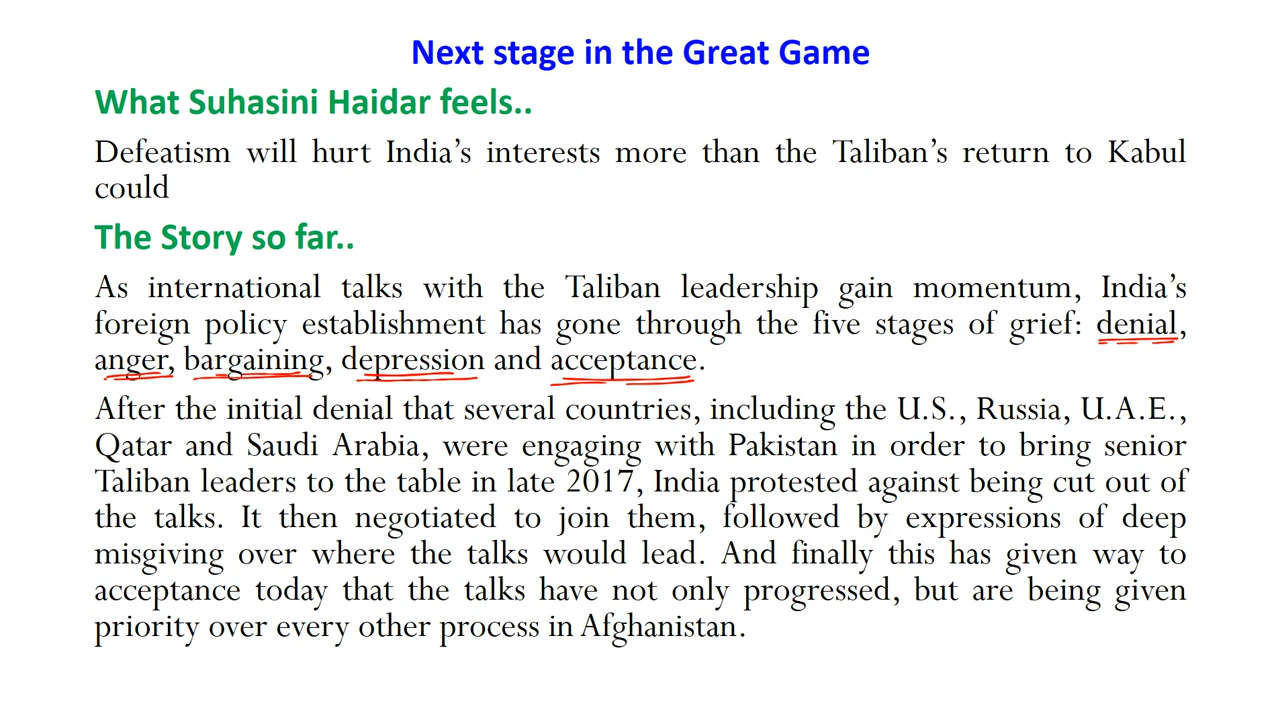 Next stage in the Great Game
What Suhasini Haidar feels..
Defeatism will hurt India’s interests more than the Taliban’s return to Kabul
could
The Story so far..
As international talks with the Taliban leadership gain momentum, India’s
foreign policy establishment has gone through the five stages of grief: denial,
anger, bargaining, depression and acceptance.
After the initial denial that several countries, including the U.S., Russia, U.A.E.,
Qatar and Saudi Arabia, were engaging with Pakistan in order to bring senior
Taliban leaders to the table in late 2017, India protested against being cut out of
the talks. It then negotiated to join them, followed by expressions of deep
misgiving over where the talks would lead. And finally this has given way to
acceptance today that the talks have not only progressed, but are being given
priority over every other process in Afghanistan.